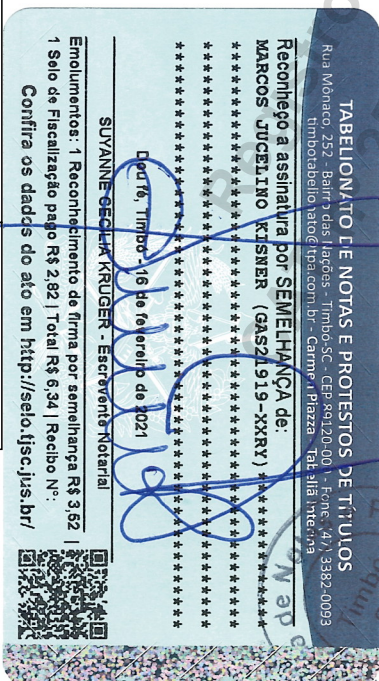 TABELIONATO DE NOTAS E PROTESTOS DE TÍTULOS
Rua Mônaco, 252 - Bairro das Nações - Timbó-SC - CEP 89120-000 - Fone (47) 3382-0093
timbotabelionato@tpa.com.br - Carmen Piazza - Tabeliã Interina
Reconheço a assinatura por SEMELHANÇA de:
MARCOS JUCELINO KISNER (GAS21919-XXRY)**********************
****************************************************************
****************************************************************
****************************************************************
Dou fé, Timbó - 16 de fevereiro de 2021
SUYANNE CECILIA KRUGER - Escrevente Notarial
Emolumentos: 1 Reconhecimento de firma por semelhança R$ 3,52 |
1 Selo de Fiscalização pago R$ 2,82 | Total R$ 6,34 | Recibo Nº:
Confira os dados do ato em http://selo.tjsc.jus.br/
Timbó